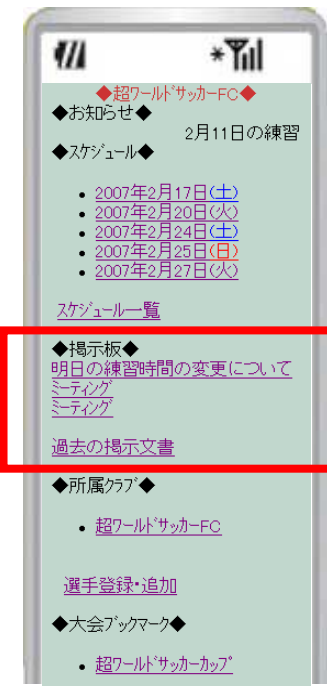 ◆超ワールドサッカーFC◆
◆お知らせ◆
2月11日の練習
◆スケジュール◆
• 2007年2月17日(土)
• 2007年2月20日(火)
• 2007年2月24日(土)
• 2007年2月25日(日)
• 2007年2月27日(火)
スケジュール一覧
◆掲示板◆
明日の練習時間の変更について
ミーティング
ミーティング
過去の掲示文書
◆所属クラブ◆
• 超ワールドサッカーFC
選手登録・追加
◆大会ブックマーク◆
• 超ワールドサッカーカップ